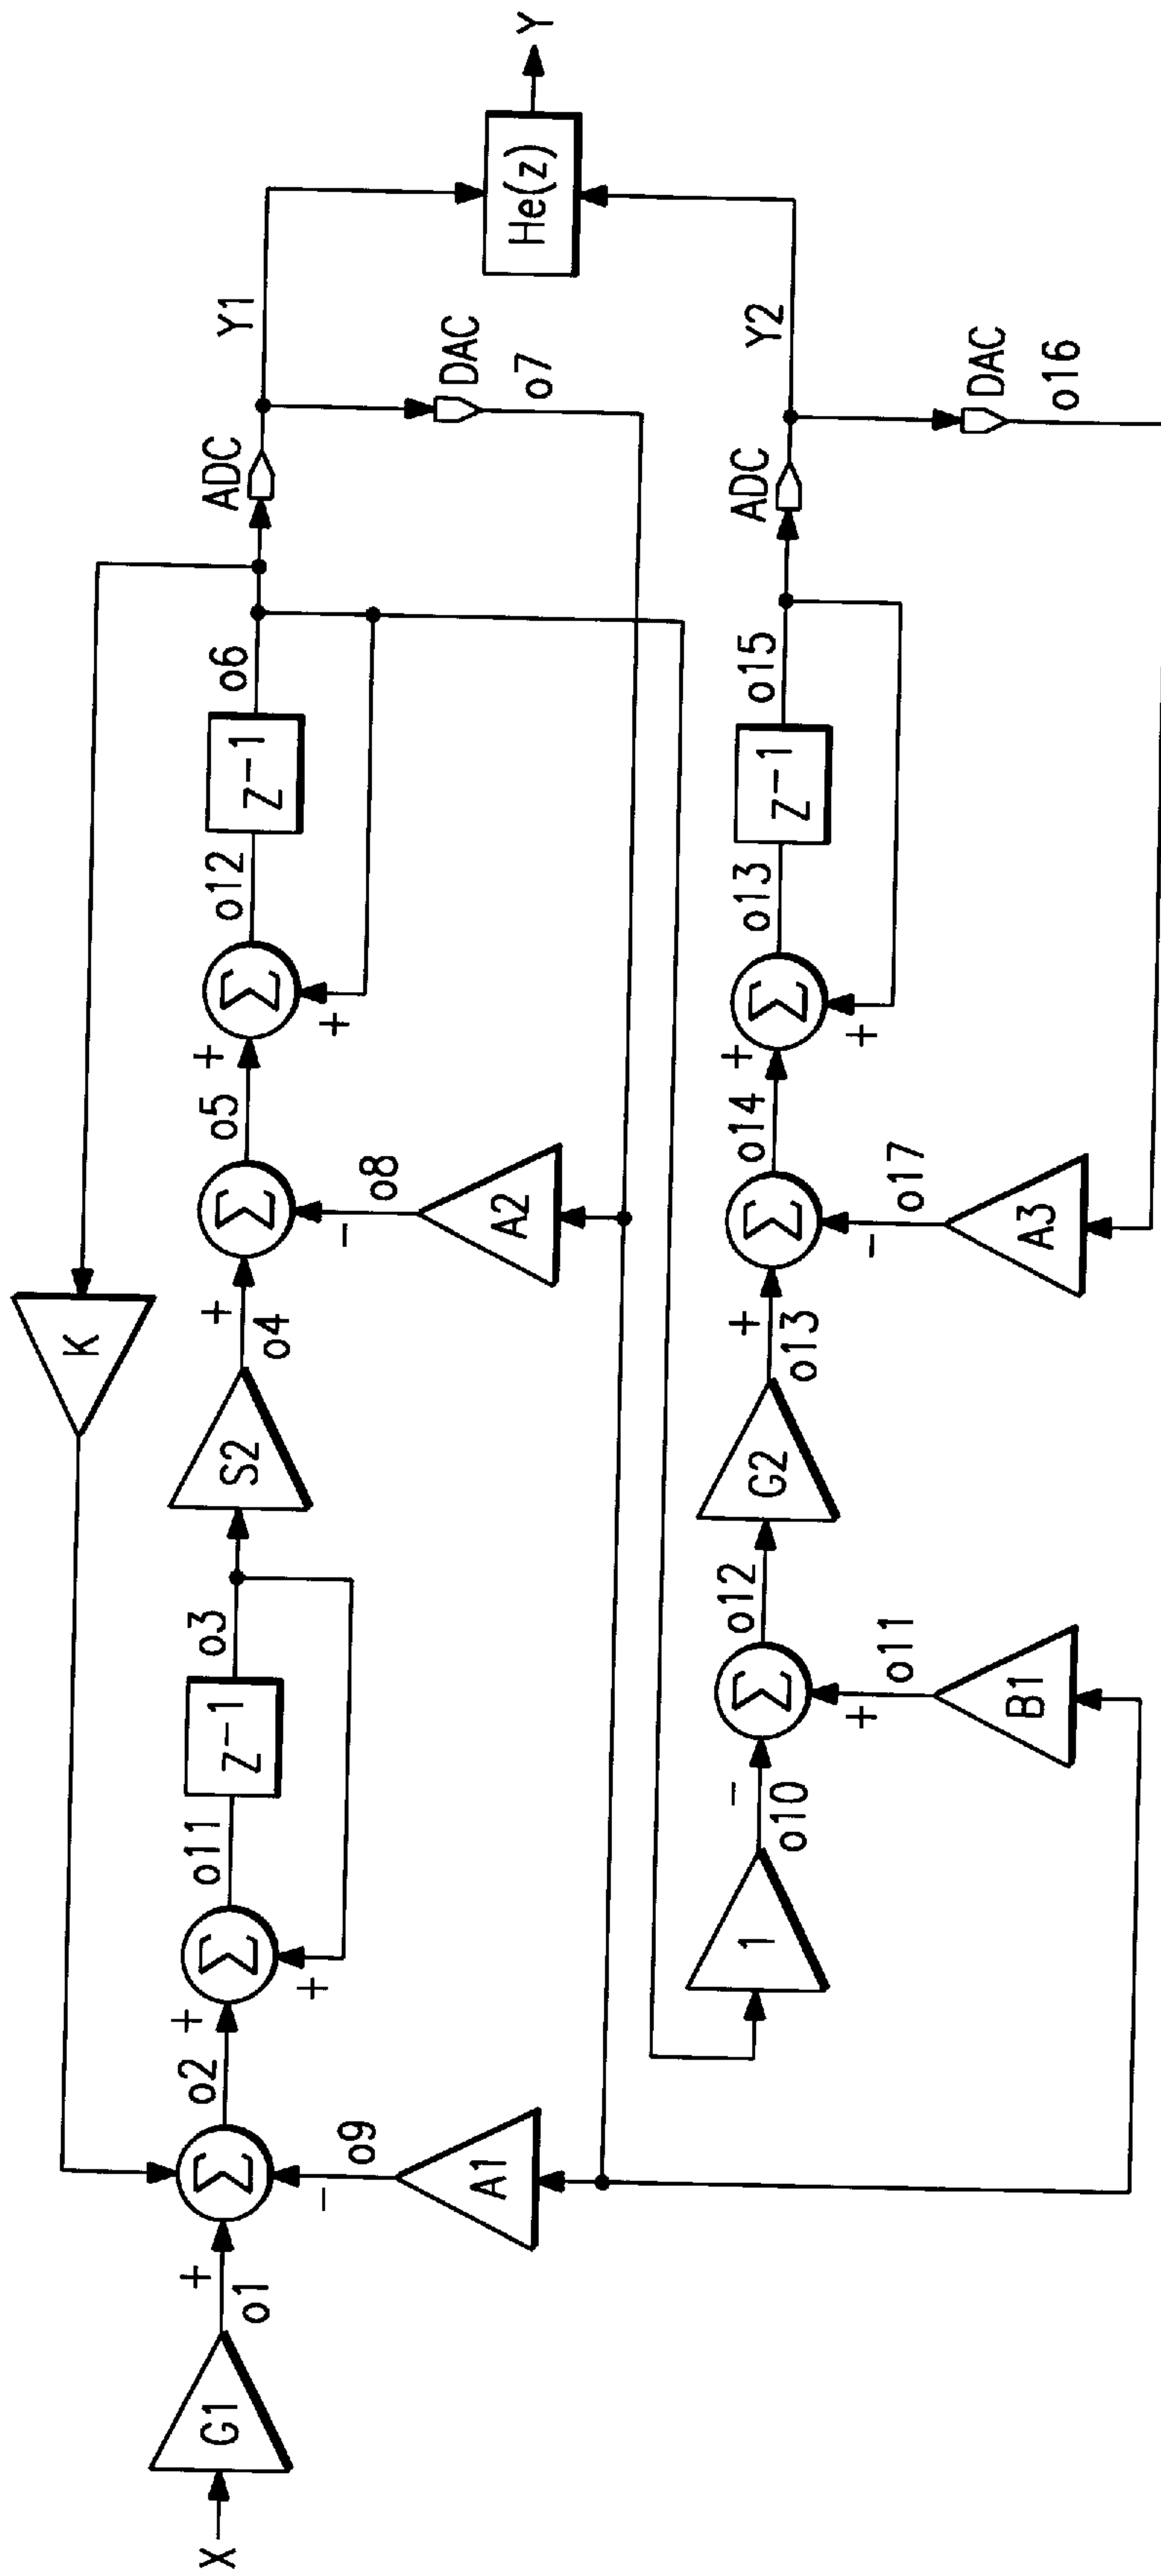 K
X
G1
+
o1
o2
+
+
o11
z-1
o3
S2
+
o4
o5
+
+
o12
z-1
o6
ADC
Y1
-
o9
A1
-
o8
A2
DAC
o7
He(z)
Y
1
-
o10
o12
+
o11
B1
G2
+
o13
o14
+
+
o13
z-1
o15
ADC
Y2
-
o17
A3
DAC
o16
Σ
Σ
Σ
Σ
Σ
Σ
Σ